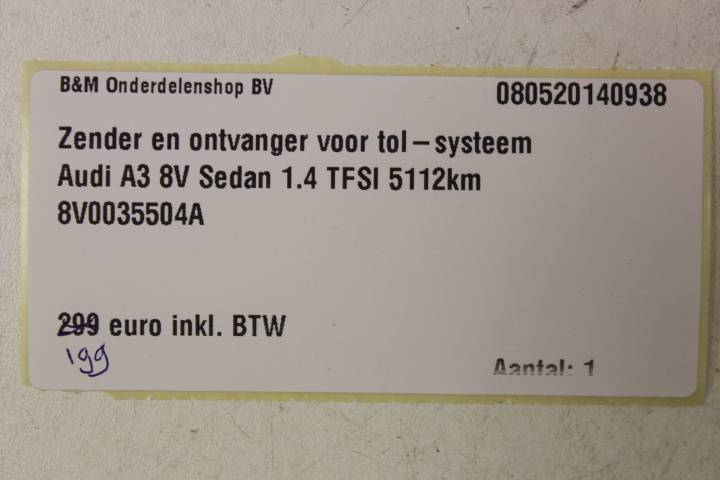 B&M Onderdelenshop BV
080520140938
Zender en ontvanger voor tol-systeem
Audi A3 8V Sedan 1.4 TFSI 5112km
8V0035504A
299 euro inkl. BTW
199
Aantal: 1